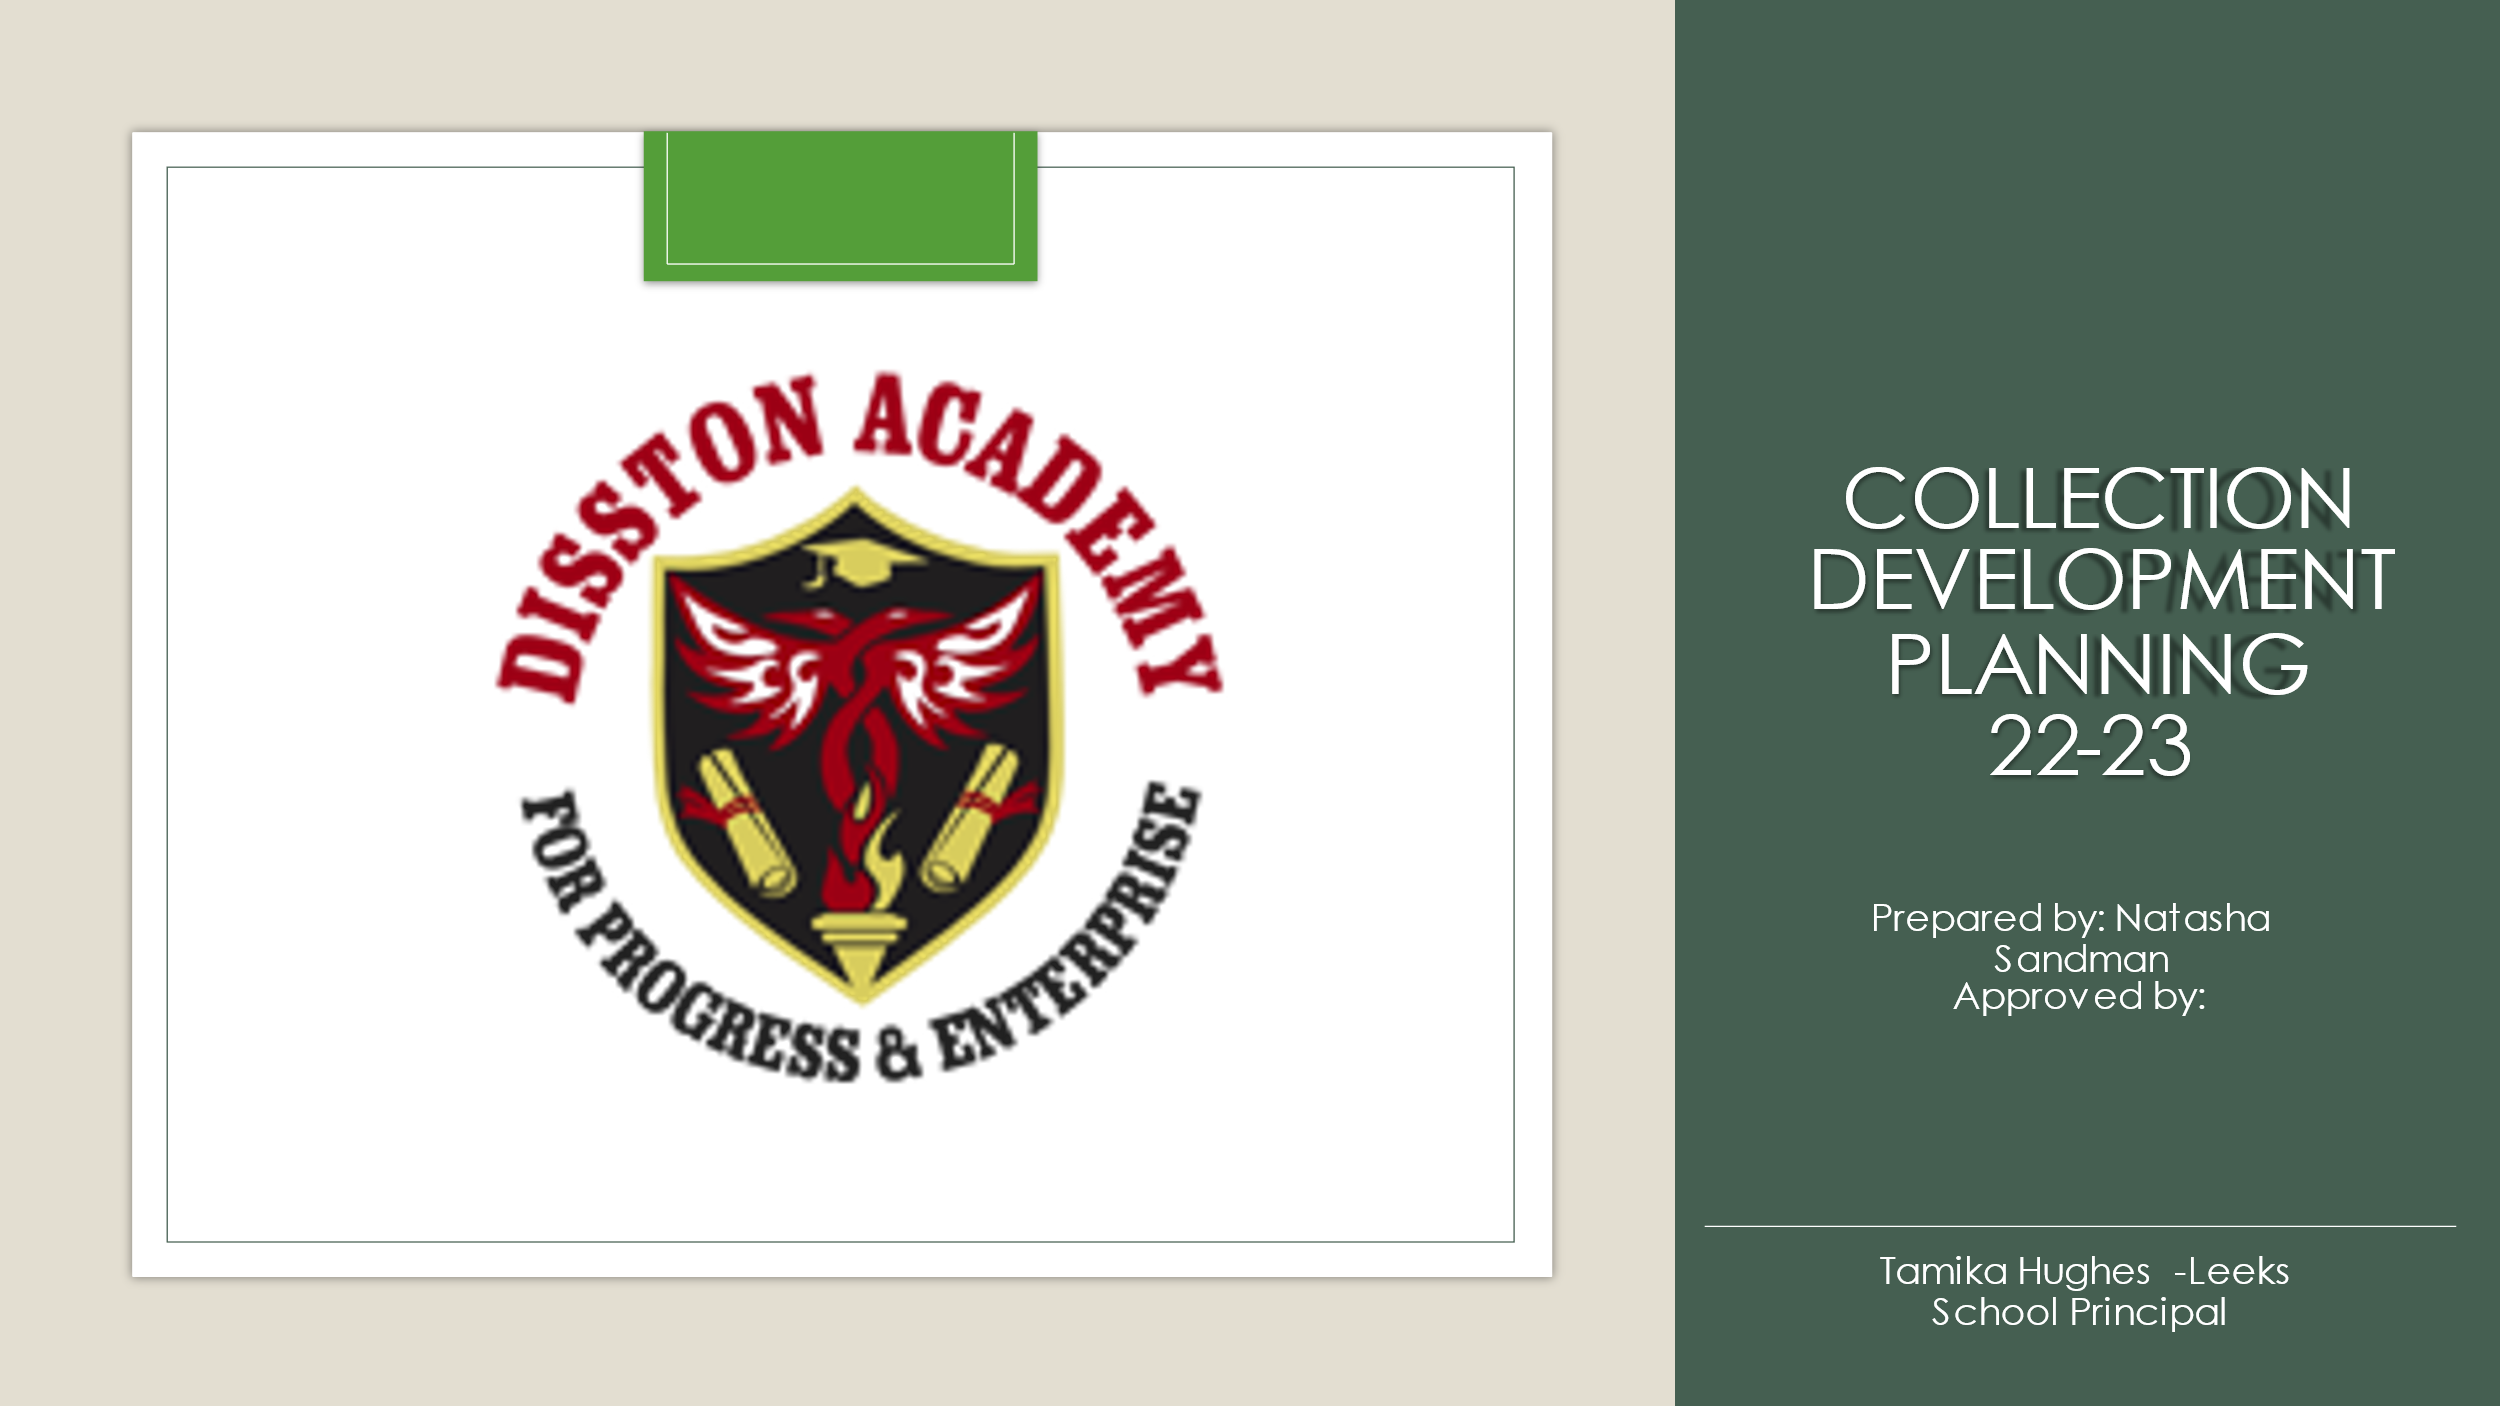 DISSTON ACADEMY
FOR PROGRESS & ENTERPRISE
COLLECTION
DEVELOPMENT
PLANNING
22-23
Prepared by: Natasha
Sandman
Approved by:
Tamika Hughes -Leeks
School Principal